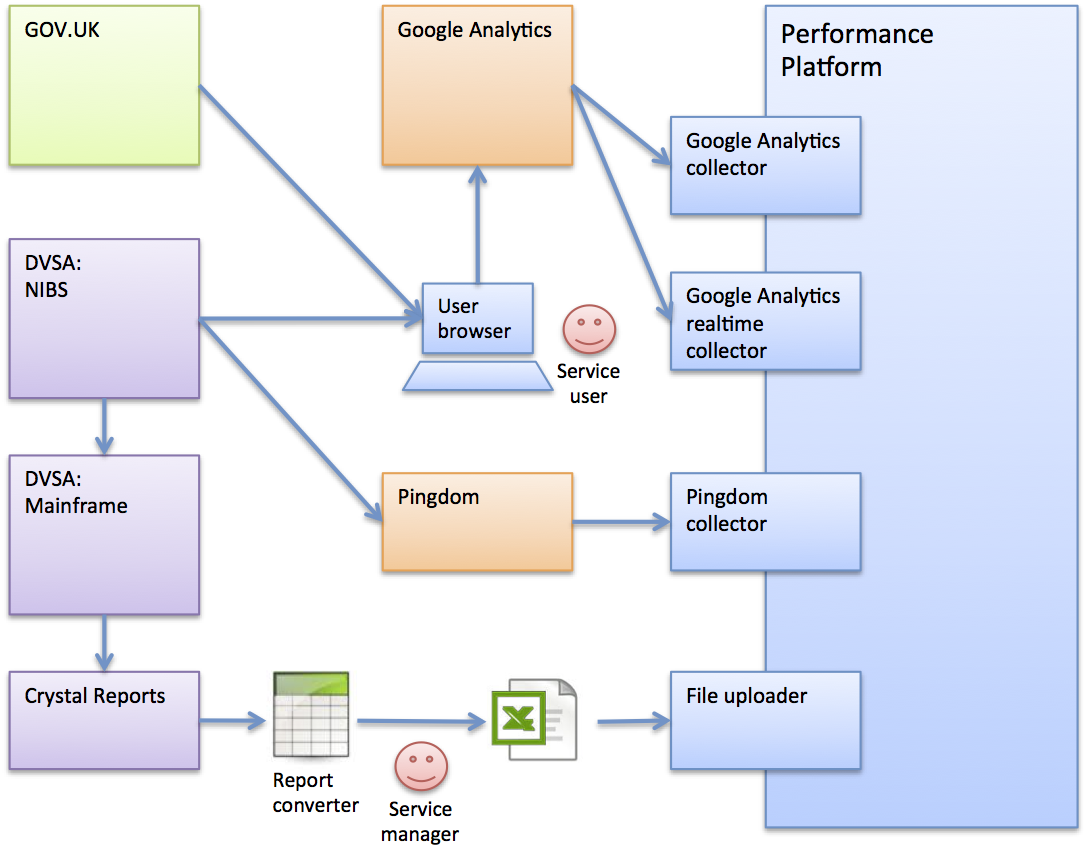 GOV.UK
Google Analytics
Performance
Platform
Google Analytics
collector
DVSA:
NIBS
User
browser
Google Analytics
realtime
collector
Service
user
DVSA:
Mainframe
Pingdom
Pingdom
collector
Crystal Reports
Report
converter
Service
manager
File uploader